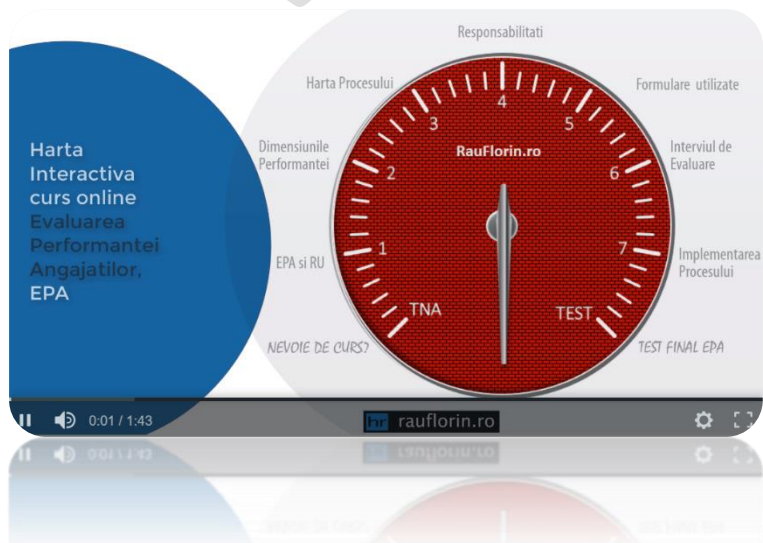 Harta
Interactiva
curs online
Evaluarea
Performantei
Angajatilor,
EPA
Responsabilitati
Harta Procesului
Formulare utilizate
Dimensiunile
Performantei
Interviul de
Evaluare
EPA si RU
Implementarea
Procesului
NEVOIE DE CURS?
TEST FINAL EPA
RauFlorin.ro
1
2
3
4
5
6
7
TNA
TEST
0:01 / 1:43
hr rauflorin.ro